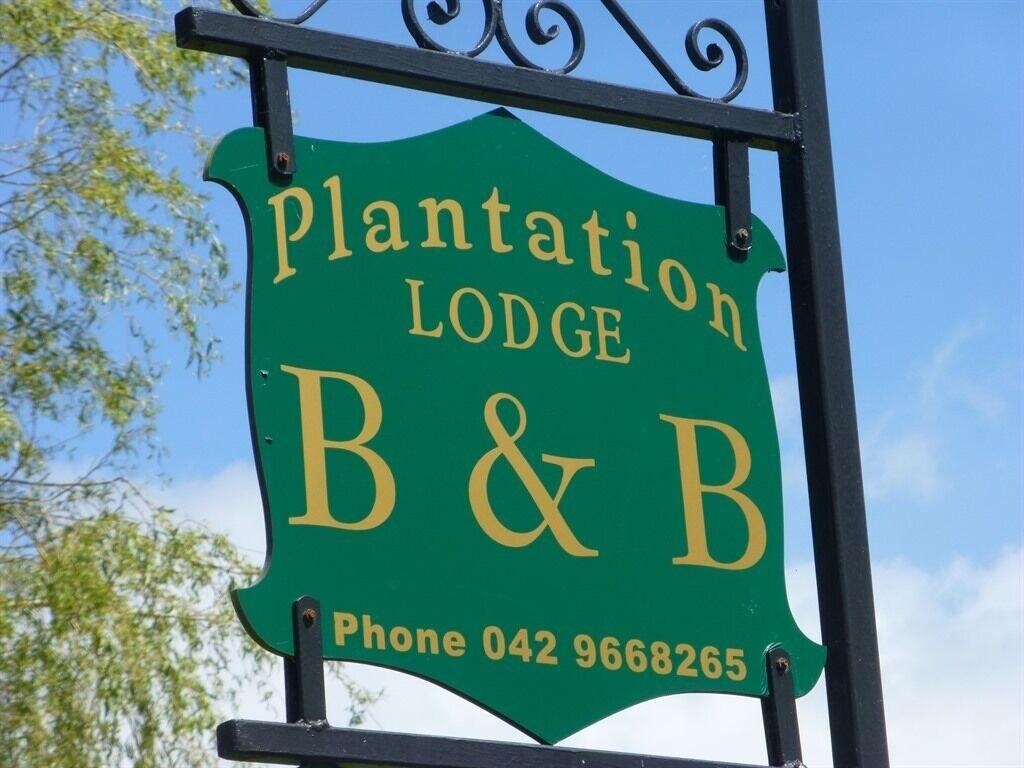 Plantation
LODGE
B & B
Phone 042 9668265